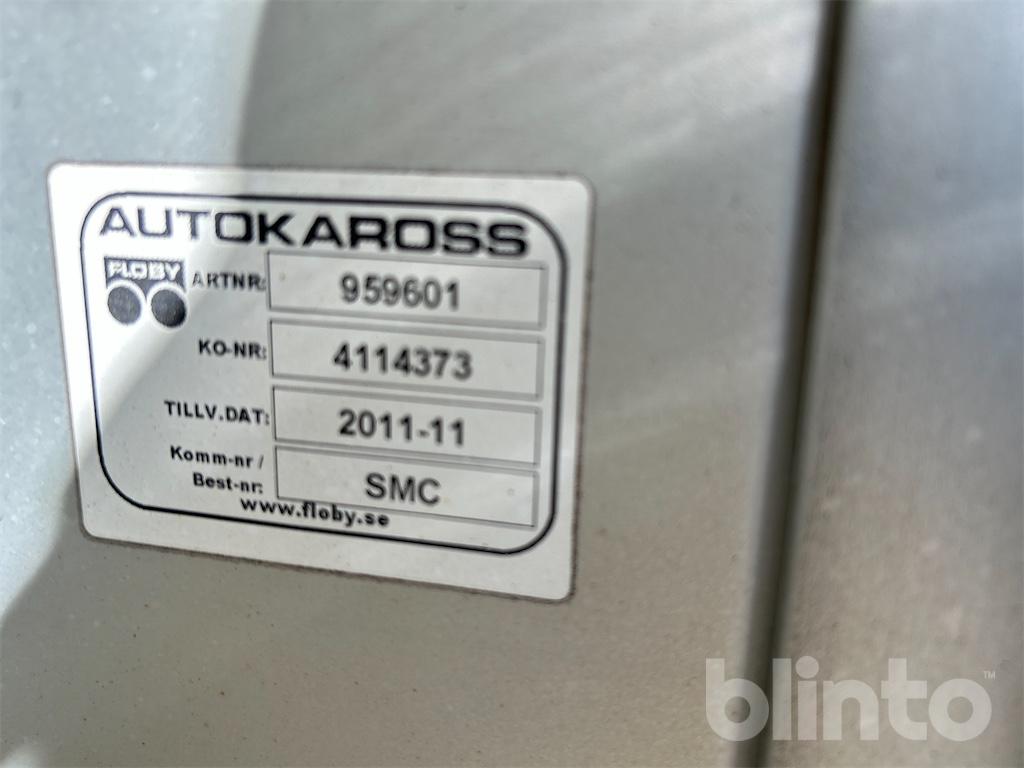 AUTOKAROSS
FLOBY
ARTNR: 959601
KO-NR: 4114373
TILLV.DAT: 2011-11
Komm-nr /
Best-nr: SMC
www.floby.se
blinto™